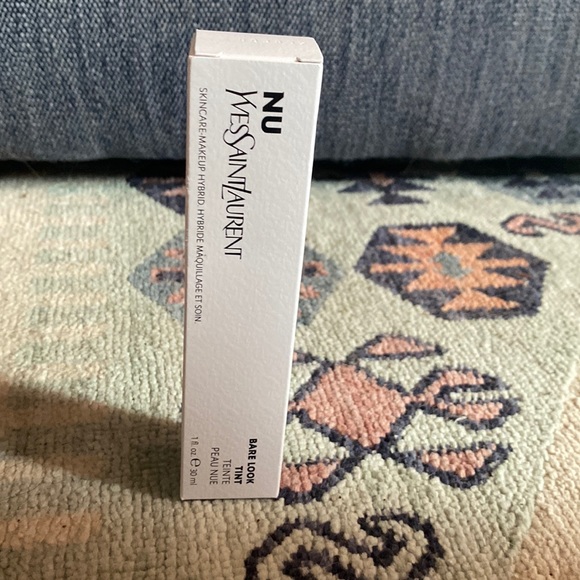 NU
YVESSAINTLAURENT
SKINCARE-MAKEUP HYBRID. HYBRIDE MAQUILLAGE ET SOIN.
BARE LOOK
TINT
TEINTE
PEAU NUE
1 fl. oz. ℮ 30 ml